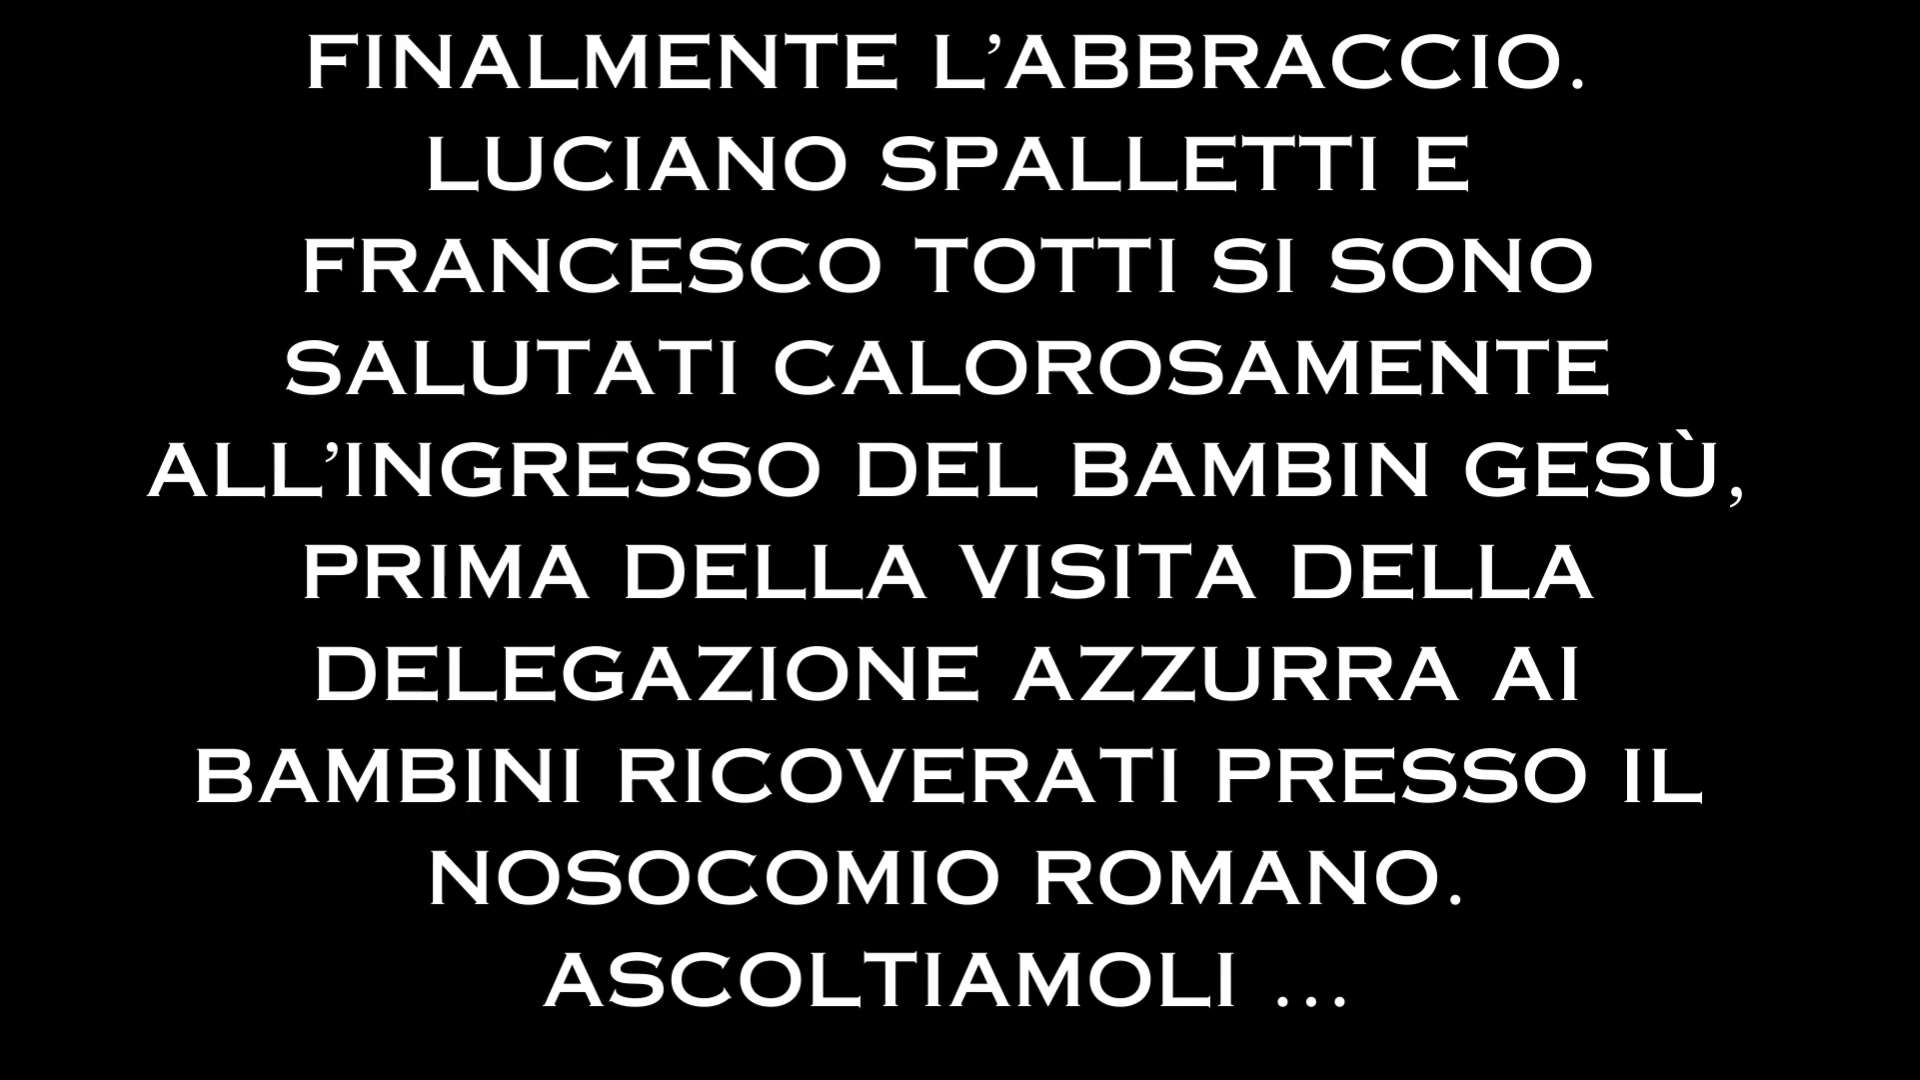 FINALMENTE L’ABBRACCIO.
LUCIANO SPALLETTI E
FRANCESCO TOTTI SI SONO
SALUTATI CALOROSAMENTE
ALL’INGRESSO DEL BAMBIN GESÙ,
PRIMA DELLA VISITA DELLA
DELEGAZIONE AZZURRA AI
BAMBINI RICOVERATI PRESSO IL
NOSOCOMIO ROMANO.
ASCOLTIAMOLI ...